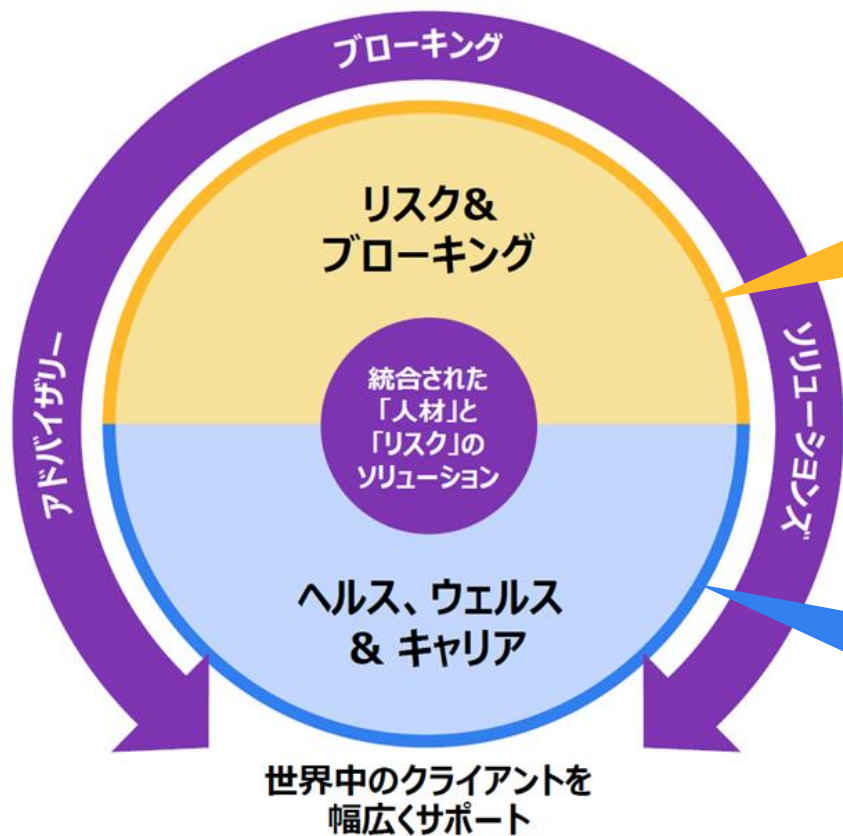 ブローキング
リスク&
ブローキング
アドバイザリー
ソリューションズ
統合された
「人材」と
「リスク」の
ソリューション
ヘルス、ウェルス
& キャリア
世界中のクライアントを
幅広くサポート